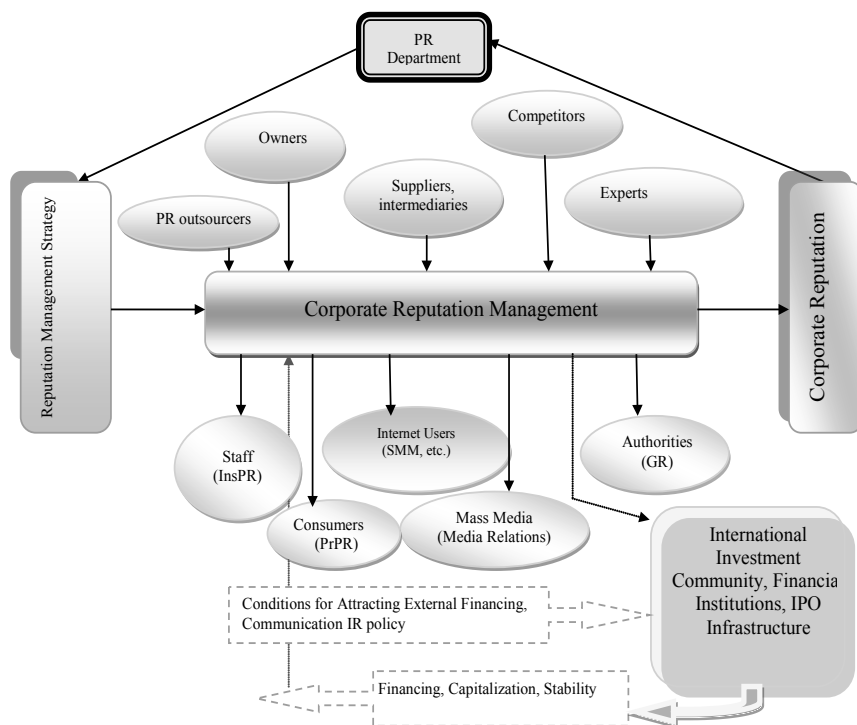 PR
Department
Competitors
Owners
Suppliers,
intermediaries
Experts
PR outsourcers
Reputation Management Strategy
Corporate Reputation Management
Corporate Reputation
Staff
(InsPR)
Internet Users
(SMM, etc.)
Authorities
(GR)
Consumers
(PrPR)
Mass Media
(Media Relations)
International
Investment
Community, Financia
Institutions, IPO
Infrastructure
Conditions for Attracting External Financing,
Communication IR policy
Financing, Capitalization, Stability